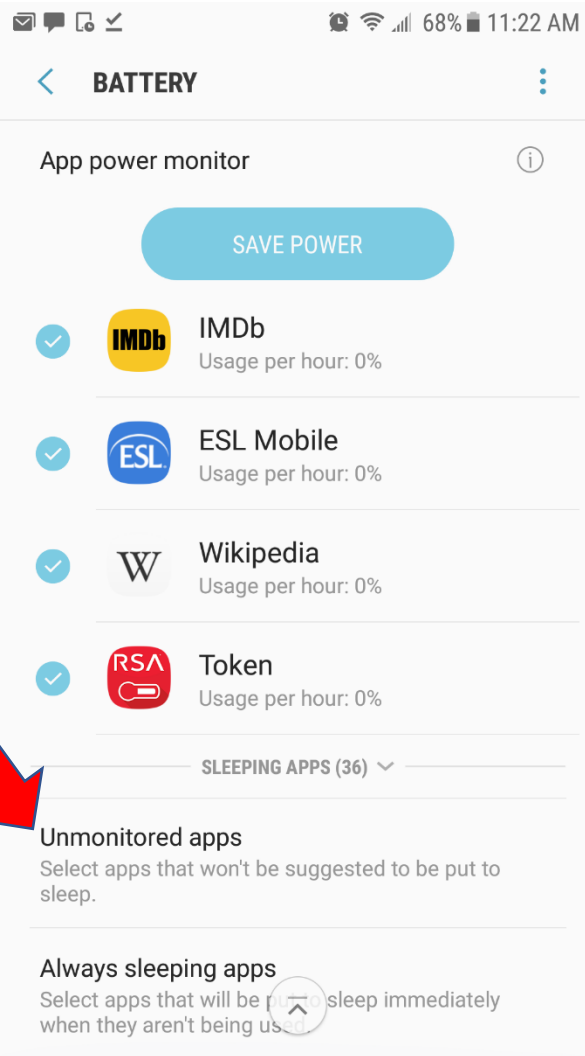 68% 11:22 AM
BATTERY
App power monitor
SAVE POWER
IMDb
IMDb
Usage per hour: 0%
ESL
ESL Mobile
Usage per hour: 0%
W
Wikipedia
Usage per hour: 0%
RSA
Token
Usage per hour: 0%
SLEEPING APPS (36)
Unmonitored apps
Select apps that won't be suggested to be put to
sleep.
Always sleeping apps
Select apps that will be put to sleep immediately
when they aren't being used.